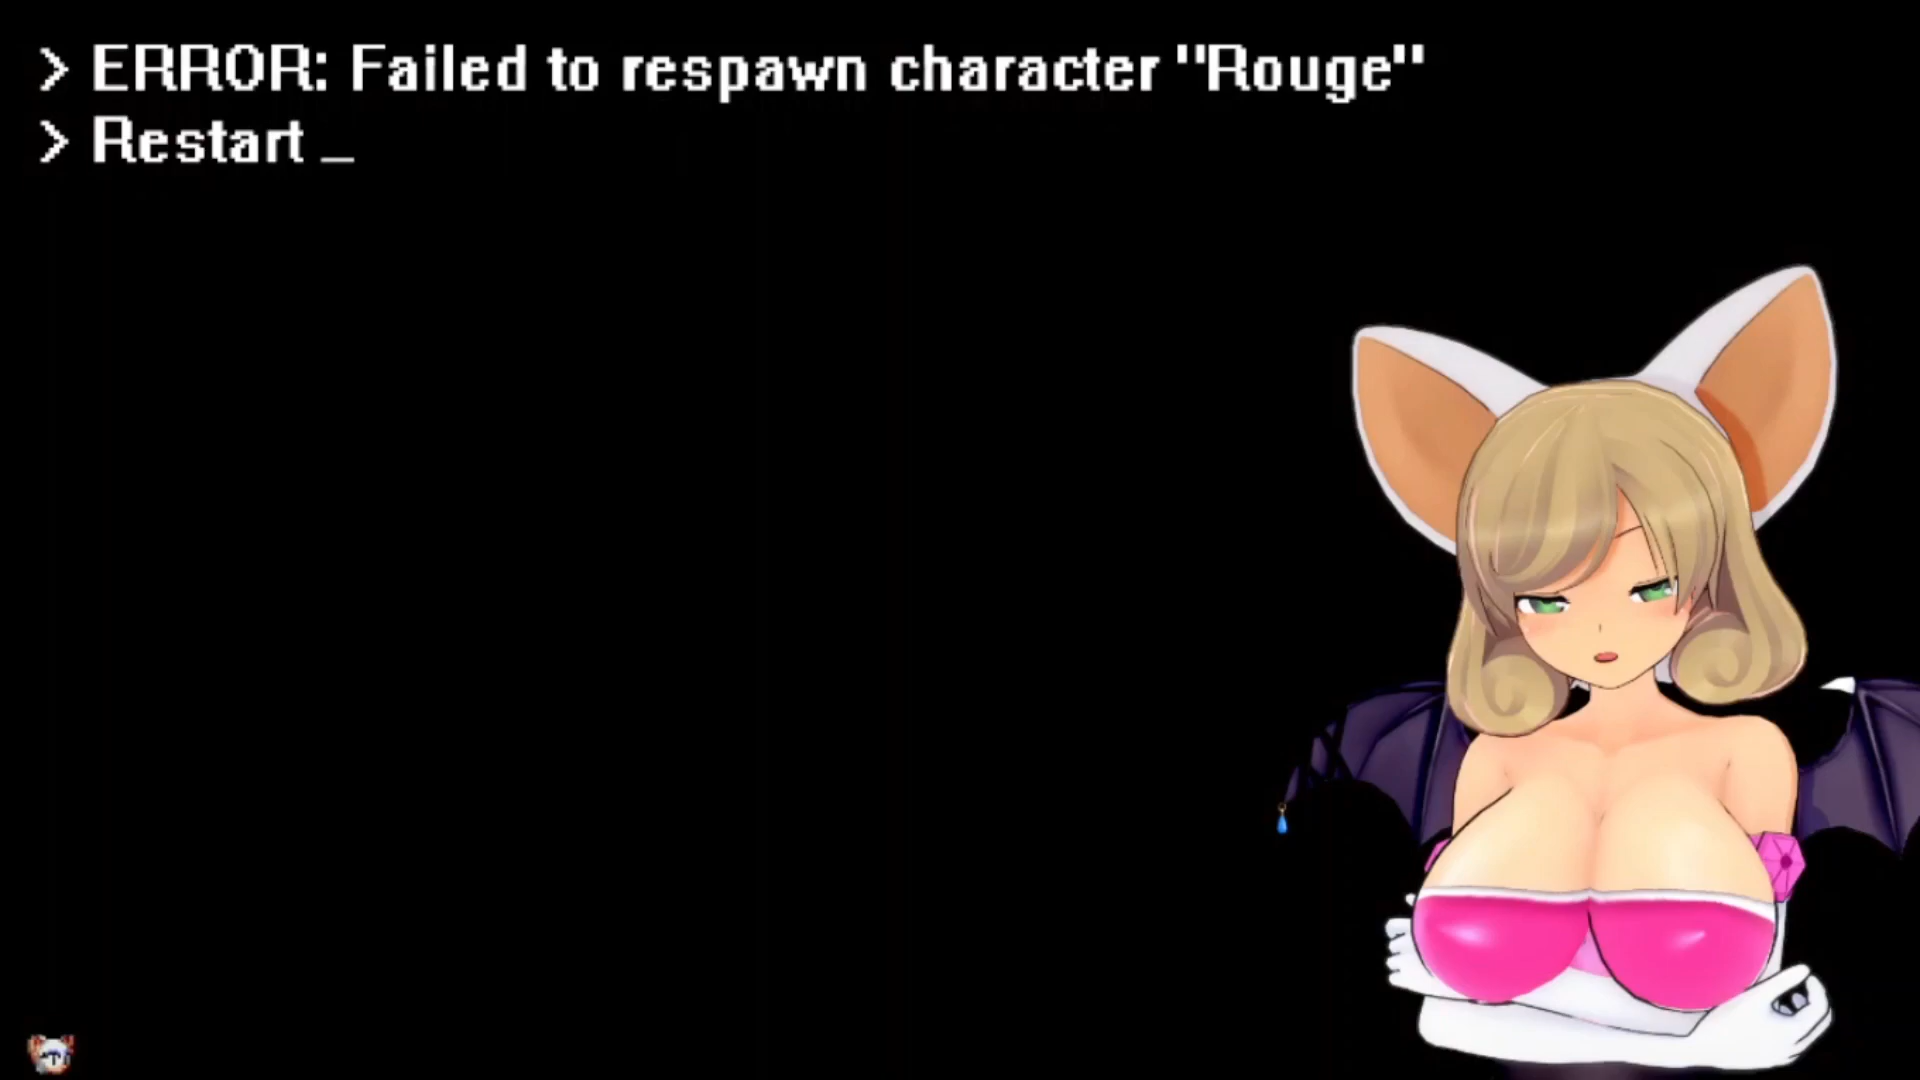 > ERROR: Failed to respawn character "Rouge"
> Restart _